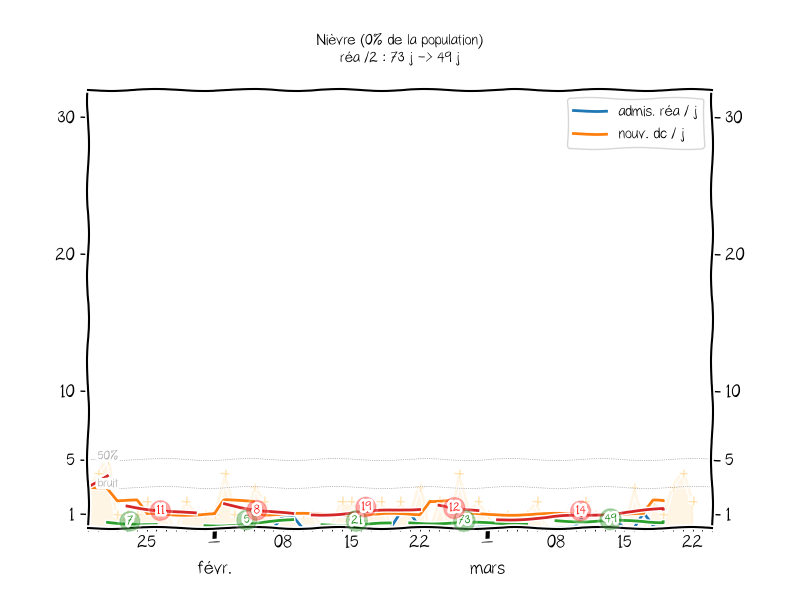 Nièvre (0% de la population)
réa /2 : 73 j -> 49 j
admis. réa / j
nouv. dc / j
30 30
20 20
10 10
50%
5 5
bruit
11 8 19 12 14
1 7 5 21 73 49 1
25 1 08 15 22 1 08 15 22
févr. mars